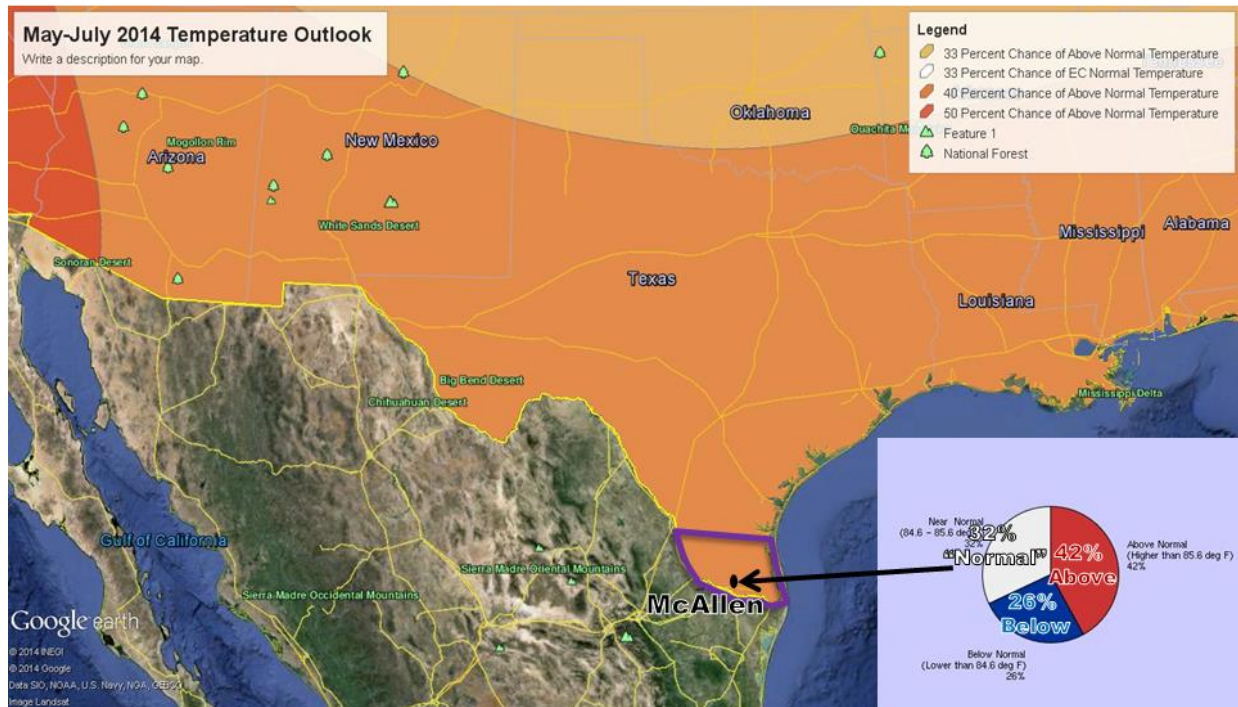 May-July 2014 Temperature Outlook
Write a description for your map.
Legend
33 Percent Chance of Above Normal Temperature
33 Percent Chance of EC Normal Temperature
40 Percent Chance of Above Normal Temperature
50 Percent Chance of Above Normal Temperature
Feature 1
National Forest
Oklahoma
Ouachita
Mogollon Rim
Arizona
New Mexico
White Sands Desert
Sonoran Desert
Texas
Mississippi
Alabama
Louisiana
Big Bend Desert
Chihuahuan Desert
Mississippi Delta
Gulf of California
Sierra Madre Oriental Mountains
Sierra Madre Occidental Mountains
McAllen
Near Normal
(84.6 - 85.6 deg
32%
32%
"Normal"
42%
Above
26%
Below
Above Normal
(Higher than 85.6 deg F)
42%
Below Normal
(Lower than 84.6 deg F)
26%
Google earth
© 2014 INEGI
© 2014 Google
Data SIO, NOAA, U.S. Navy, NGA, GEBCO
Image Landsat